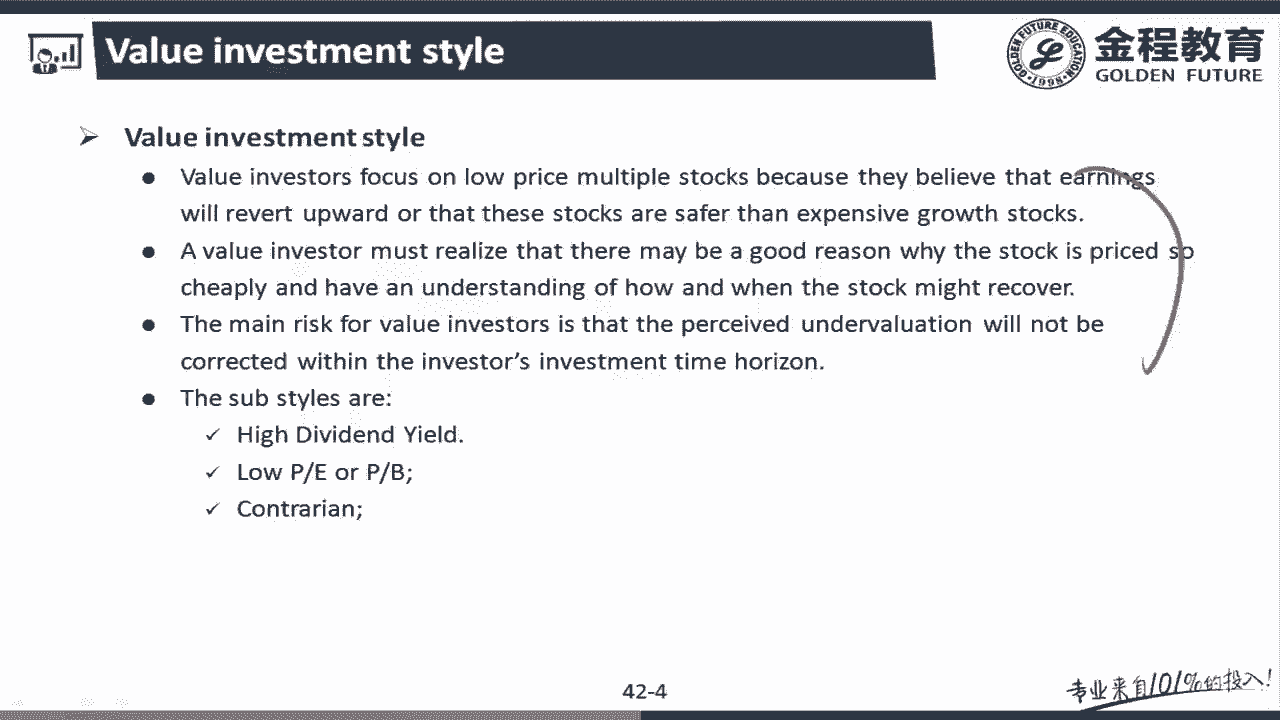 Value investment style
金程教育
GOLDEN FUTURE
GOLDEN FUTURE EDUCATION
1998
➢ Value investment style
● Value investors focus on low price multiple stocks because they believe that earnings
will revert upward or that these stocks are safer than expensive growth stocks.
● A value investor must realize that there may be a good reason why the stock is priced so
cheaply and have an understanding of how and when the stock might recover.
● The main risk for value investors is that the perceived undervaluation will not be
corrected within the investor's investment time horizon.
● The sub styles are:
✓ High Dividend Yield.
✓ Low P/E or P/B;
✓ Contrarian;
42-4
专业来自101%的投入!